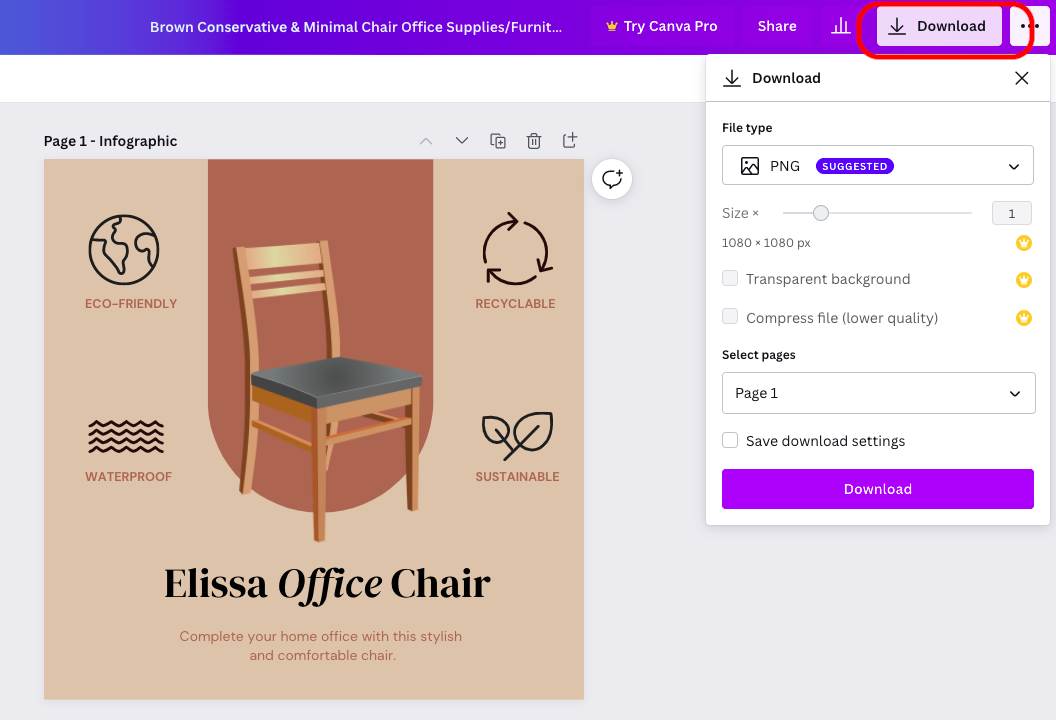 Brown Conservative & Minimal Chair Office Supplies/Furnit...
Try Canva Pro
Share
Download
Download
File type
PNG SUGGESTED
Size × 1
1080 × 1080 px
Transparent background
Compress file (lower quality)
Select pages
Page 1
Save download settings
Download
Page 1 - Infographic
ECO-FRIENDLY
RECYCLABLE
WATERPROOF
SUSTAINABLE
Elissa Office Chair
Complete your home office with this stylish
and comfortable chair.